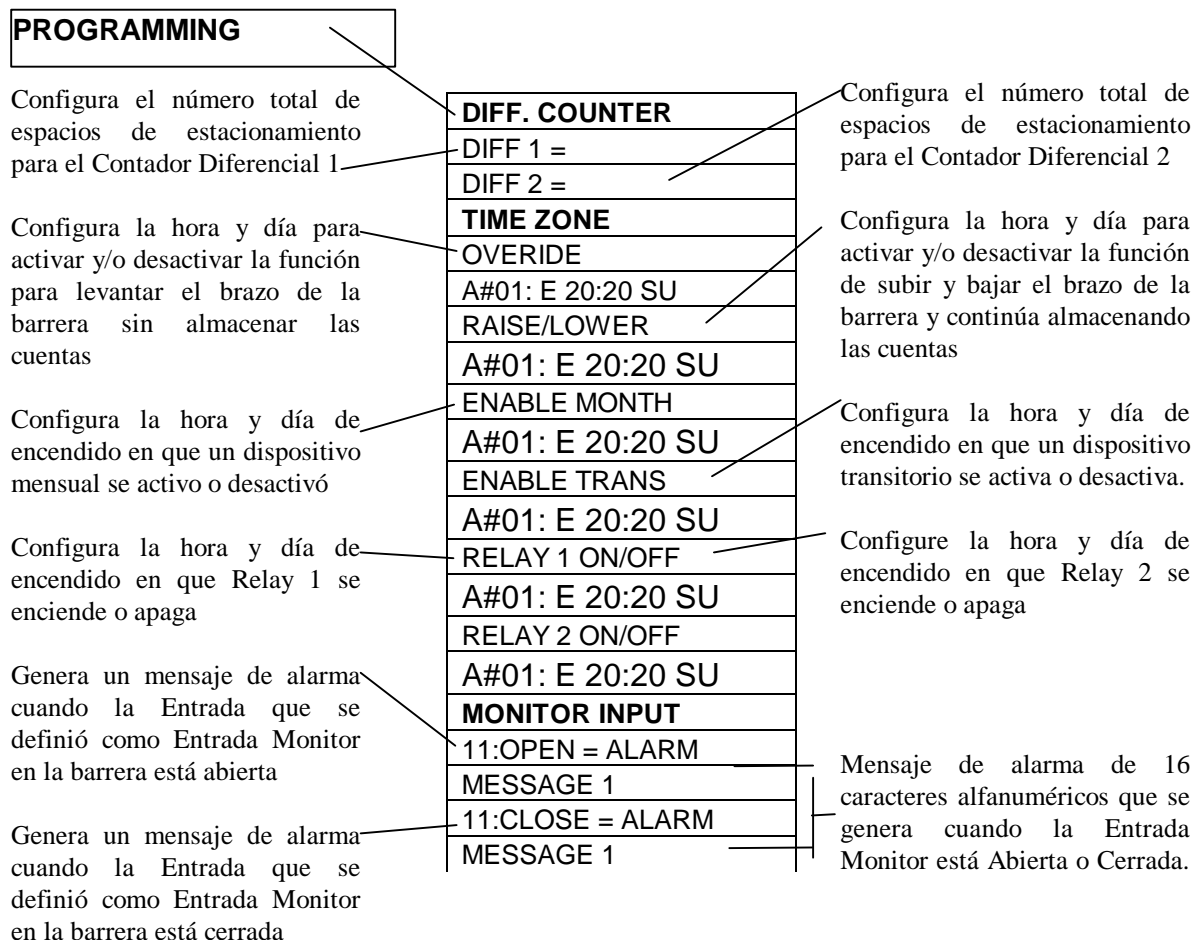 PROGRAMMING
Configura el número total de
espacios de estacionamiento
para el Contador Diferencial 1
Configura la hora y día para
activar y/o desactivar la función
para levantar el brazo de la
barrera sin almacenar las
cuentas
Configura la hora y día de
encendido en que un dispositivo
mensual se activo o desactivó
Configura la hora y día de
encendido en que Relay 1 se
enciende o apaga
Genera un mensaje de alarma
cuando la Entrada que se
definió como Entrada Monitor
en la barrera está abierta
Genera un mensaje de alarma
cuando la Entrada que se
definió como Entrada Monitor
en la barrera está cerrada
DIFF. COUNTER
DIFF 1 =
DIFF 2 =
TIME ZONE
OVERIDE
A#01: E 20:20 SU
RAISE/LOWER
A#01: E 20:20 SU
ENABLE MONTH
A#01: E 20:20 SU
ENABLE TRANS
A#01: E 20:20 SU
RELAY 1 ON/OFF
A#01: E 20:20 SU
RELAY 2 ON/OFF
A#01: E 20:20 SU
MONITOR INPUT
11:OPEN = ALARM
MESSAGE 1
11:CLOSE = ALARM
MESSAGE 1
Configura el número total de
espacios de estacionamiento
para el Contador Diferencial 2
Configura la hora y día para
activar y/o desactivar la función
de subir y bajar el brazo de la
barrera y continúa almacenando
las cuentas
Configura la hora y día de
encendido en que un dispositivo
transitorio se activa o desactiva.
Configure la hora y día de
encendido en que Relay 2 se
enciende o apaga
Mensaje de alarma de 16
caracteres alfanuméricos que se
genera cuando la Entrada
Monitor está Abierta o Cerrada.